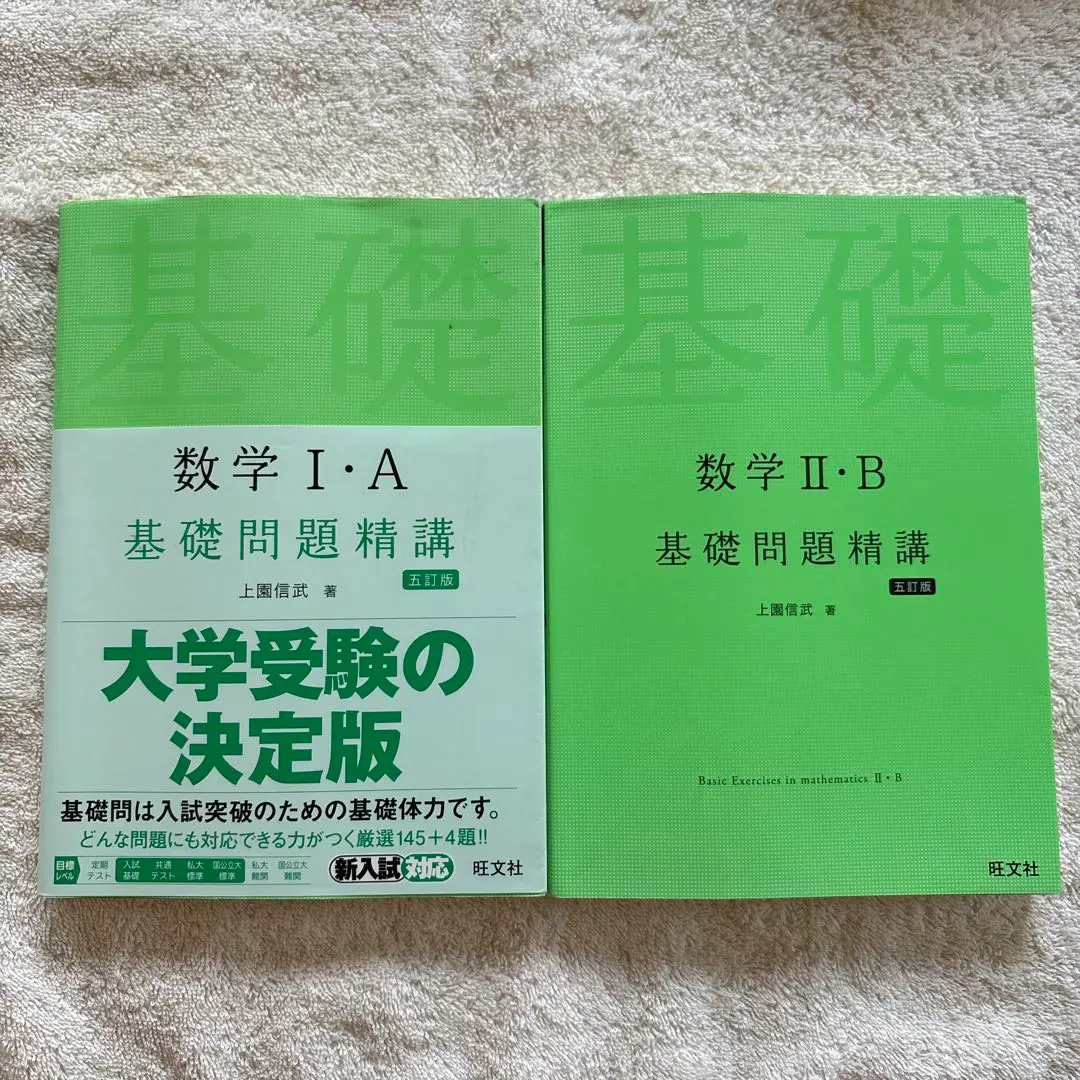 基礎
数学 I・A
基礎問題精講
五訂版
上園信武 著
大学受験の
決定版
基礎問は入試突破のための基礎体力です。
どんな問題にも対応できる力がつく厳選145+4題!!
目標レベル
定期テスト
入試基礎
共通テスト
私大標準
国公立大標準
私大難関
国公立大難関
新入試対応
旺文社
基礎
数学 II・B
基礎問題精講
五訂版
上園信武 著
Basic Exercises in mathematics II・B
旺文社